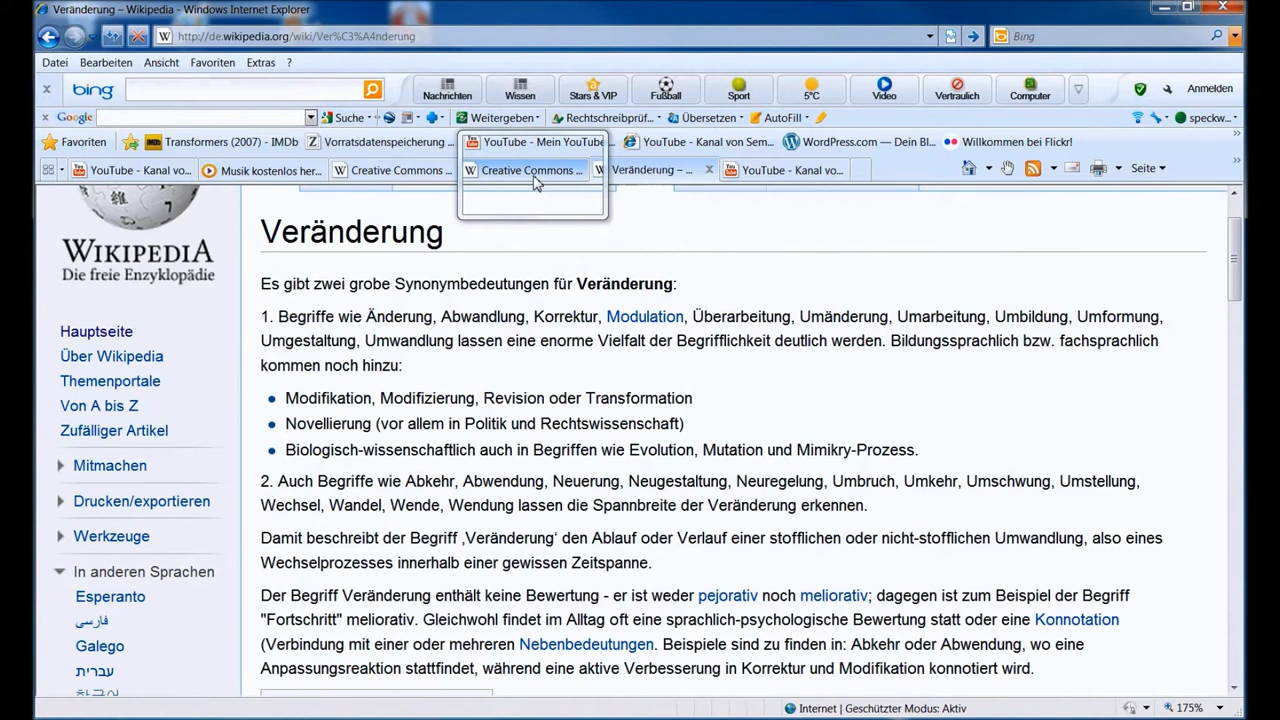 Veränderung – Wikipedia - Windows Internet Explorer
http://de.wikipedia.org/wiki/Ver%C3%A4nderung
Bing
Datei Bearbeiten Ansicht Favoriten Extras ?
bing Nachrichten Wissen Stars & VIP Fußball Sport 5°C Video Vertraulich Computer Anmelden
Google Suche Weitergeben Rechtschreibprüf... Übersetzen AutoFill speckw...
Favoriten Transformers (2007) - IMDb Vorratsdatenspeicherung YouTube - Mein YouTube YouTube - Kanal von Sem... WordPress.com — Dein Bl... Willkommen bei Flickr!
YouTube - Kanal vo... Musik kostenlos her... Creative Commons ... Creative Commons ... Veränderung – ... YouTube - Kanal vo... Seite
WIKIPEDIA
Die freie Enzyklopädie
Hauptseite
Über Wikipedia
Themenportale
Von A bis Z
Zufälliger Artikel
Mitmachen
Drucken/exportieren
Werkzeuge
In anderen Sprachen
Esperanto
فارسی
Galego
עברית
한국어
Veränderung
Es gibt zwei grobe Synonymbedeutungen für Veränderung:
1. Begriffe wie Änderung, Abwandlung, Korrektur, Modulation, Überarbeitung, Umänderung, Umarbeitung, Umbildung, Umformung,
Umgestaltung, Umwandlung lassen eine enorme Vielfalt der Begrifflichkeit deutlich werden. Bildungssprachlich bzw. fachsprachlich
kommen noch hinzu:
Modifikation, Modifizierung, Revision oder Transformation
Novellierung (vor allem in Politik und Rechtswissenschaft)
Biologisch-wissenschaftlich auch in Begriffen wie Evolution, Mutation und Mimikry-Prozess.
2. Auch Begriffe wie Abkehr, Abwendung, Neuerung, Neugestaltung, Neuregelung, Umbruch, Umkehr, Umschwung, Umstellung,
Wechsel, Wandel, Wende, Wendung lassen die Spannbreite der Veränderung erkennen.
Damit beschreibt der Begriff ‚Veränderung‘ den Ablauf oder Verlauf einer stofflichen oder nicht-stofflichen Umwandlung, also eines
Wechselprozesses innerhalb einer gewissen Zeitspanne.
Der Begriff Veränderung enthält keine Bewertung - er ist weder pejorativ noch meliorativ; dagegen ist zum Beispiel der Begriff
"Fortschritt" meliorativ. Gleichwohl findet im Alltag oft eine sprachlich-psychologische Bewertung statt oder eine Konnotation
(Verbindung mit einer oder mehreren Nebenbedeutungen. Beispiele sind zu finden in: Abkehr oder Abwendung, wo eine
Anpassungsreaktion stattfindet, während eine aktive Verbesserung in Korrektur und Modifikation konnotiert wird.
Internet | Geschützter Modus: Aktiv
175%